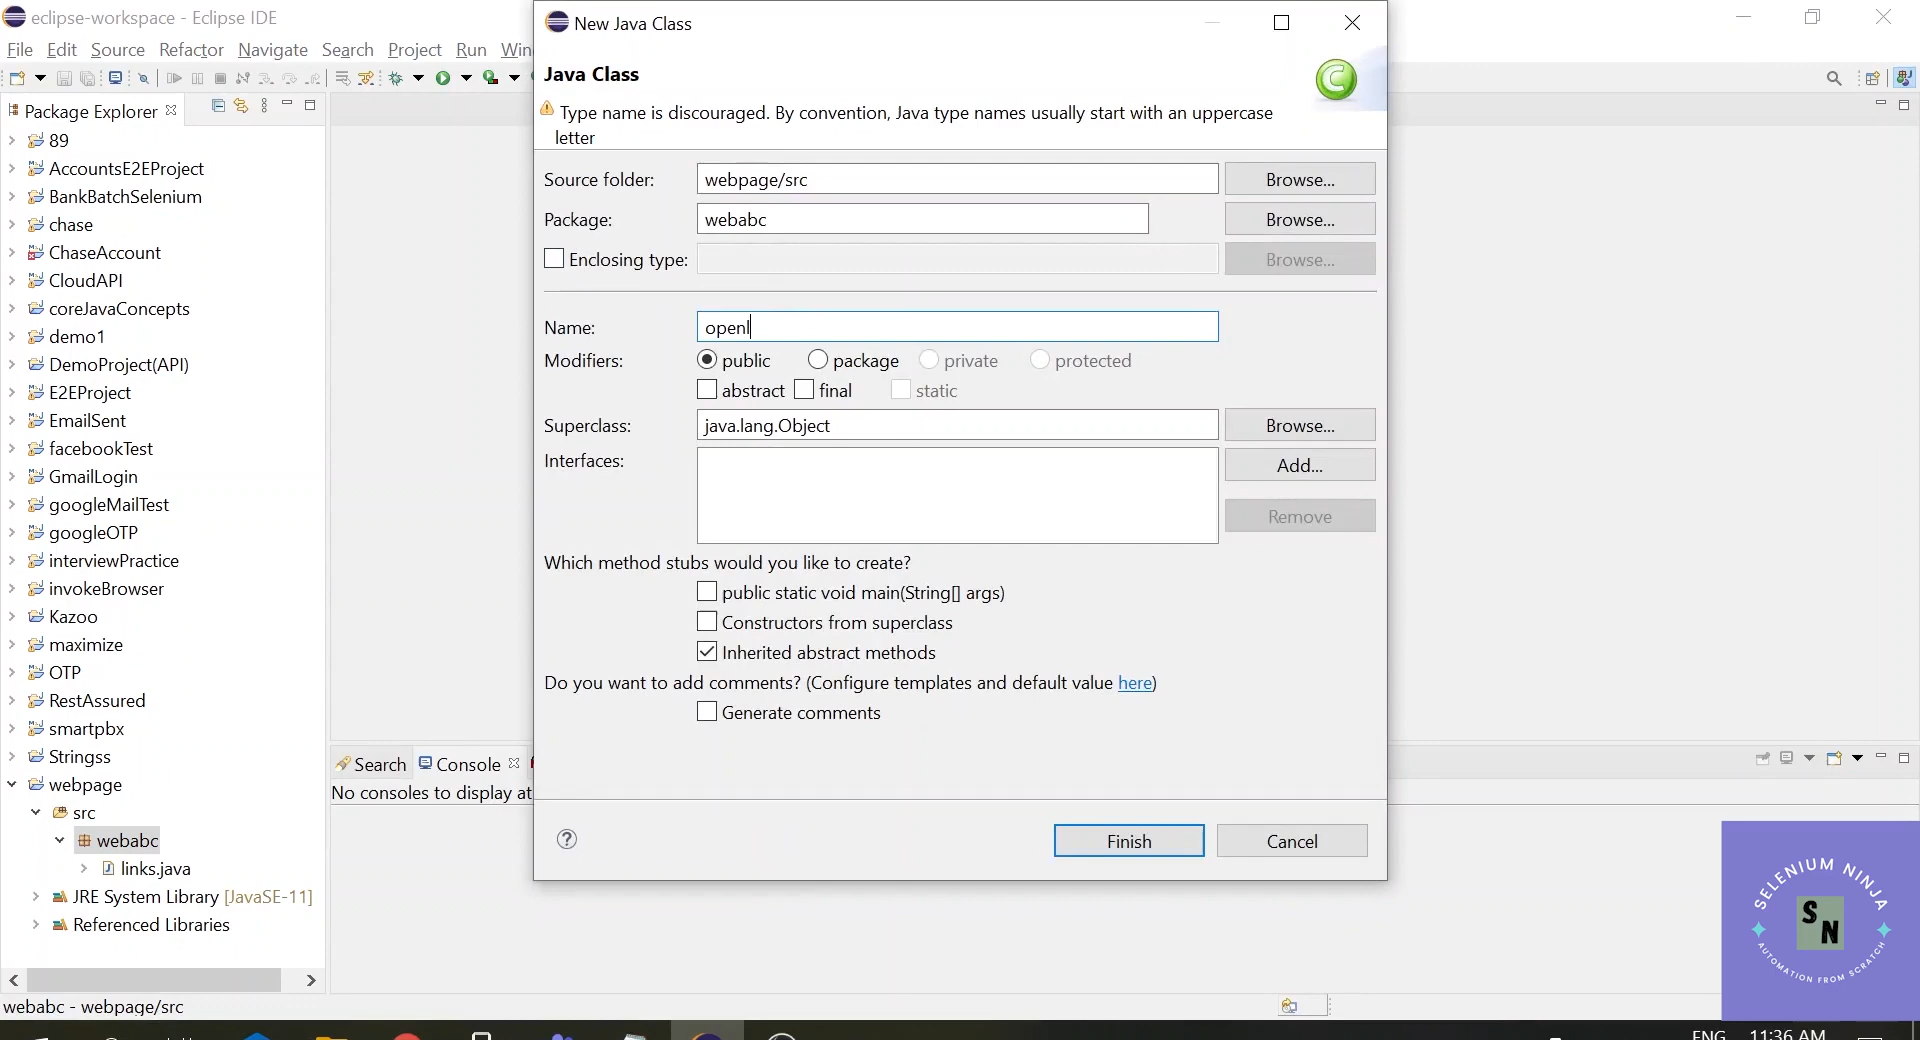 eclipse-workspace - Eclipse IDE
File Edit Source Refactor Navigate Search Project Run Win
Package Explorer
89
AccountsE2EProject
BankBatchSelenium
chase
ChaseAccount
CloudAPI
coreJavaConcepts
demo1
DemoProject(API)
E2EProject
EmailSent
facebookTest
GmailLogin
googleMailTest
googleOTP
interviewPractice
invokeBrowser
Kazoo
maximize
OTP
RestAssured
smartpbx
Stringss
webpage
src
webabc
links.java
JRE System Library [JavaSE-11]
Referenced Libraries
webabc - webpage/src
New Java Class
Java Class
Type name is discouraged. By convention, Java type names usually start with an uppercase
letter
Source folder: webpage/src Browse...
Package: webabc Browse...
Enclosing type: Browse...
Name: openl
Modifiers: public package private protected
abstract final static
Superclass: java.lang.Object Browse...
Interfaces: Add...
Remove
Which method stubs would you like to create?
public static void main(String[] args)
Constructors from superclass
Inherited abstract methods
Do you want to add comments? (Configure templates and default value here)
Generate comments
Finish Cancel
Search Console
No consoles to display at
SELENIUM NINJA
S N
AUTOMATION FROM SCRATCH
ENG 11:36 AM